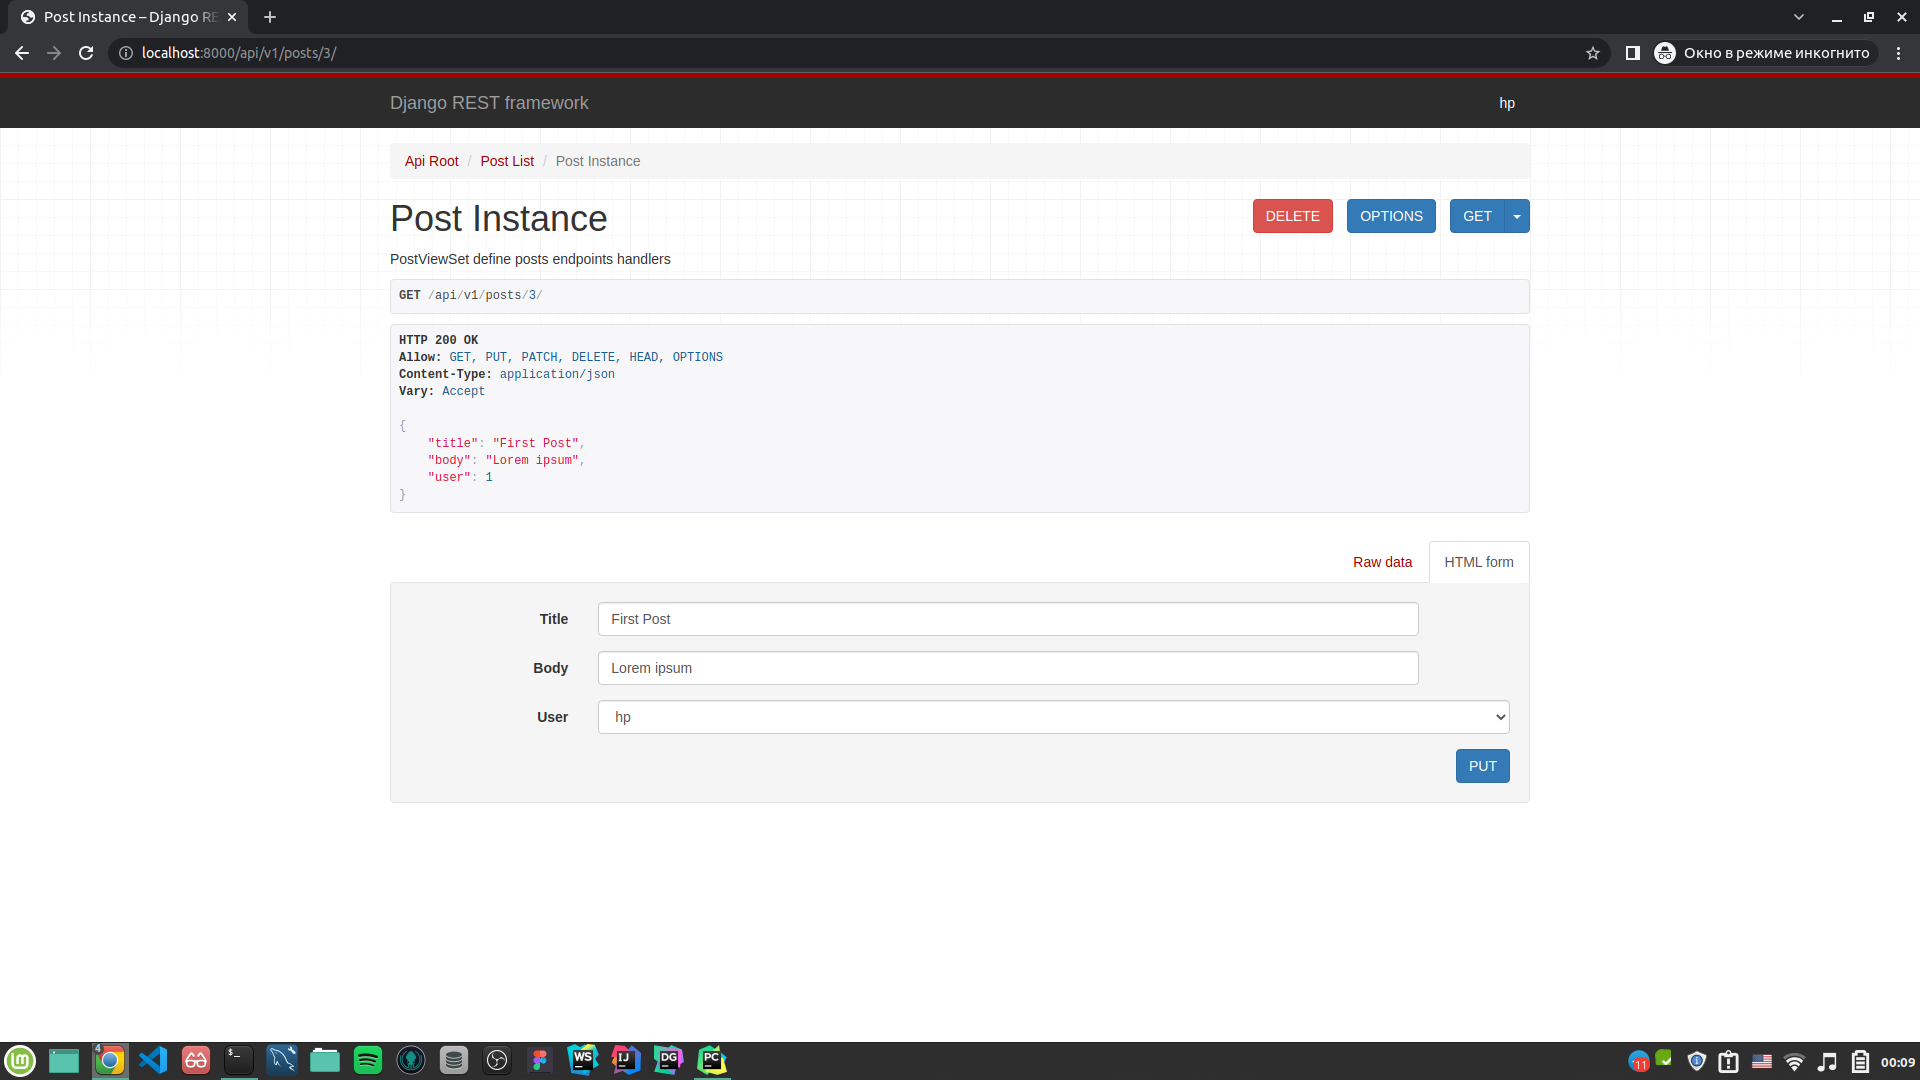 Post Instance – Django RE
localhost:8000/api/v1/posts/3/
Окно в режиме инкогнито
Django REST framework
hp
Api Root / Post List / Post Instance
Post Instance
DELETE
OPTIONS
GET
PostViewSet define posts endpoints handlers
GET /api/v1/posts/3/
HTTP 200 OK
Allow: GET, PUT, PATCH, DELETE, HEAD, OPTIONS
Content-Type: application/json
Vary: Accept
{
"title": "First Post",
"body": "Lorem ipsum",
"user": 1
}
Raw data
HTML form
Title
First Post
Body
Lorem ipsum
User
hp
PUT
4
$_
WS
IJ
DG
PC
11
00:09